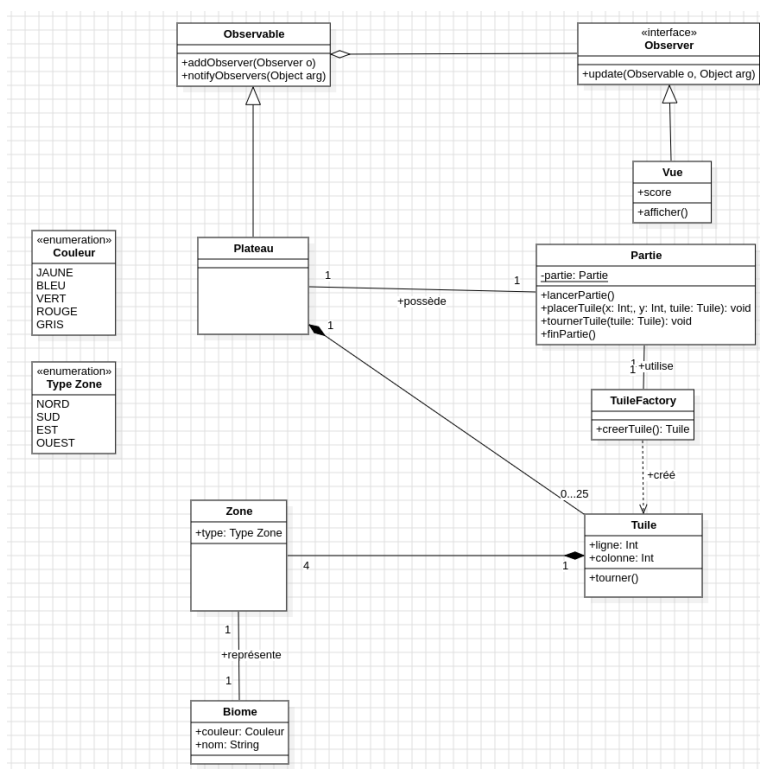 Observable
+addObserver(Observer o)
+notifyObservers(Object arg)
«interface»
Observer
+update(Observable o, Object arg)
Vue
+score
+afficher()
«enumeration»
Couleur
JAUNE
BLEU
VERT
ROUGE
GRIS
Plateau
1
1
+possède
Partie
-partie: Partie
+lancerPartie()
+placerTuile(x: Int;, y: Int, tuile: Tuile): void
+tournerTuile(tuile: Tuile): void
+finPartie()
1
«enumeration»
Type Zone
NORD
SUD
EST
OUEST
1
1
+utilise
TuileFactory
+creerTuile(): Tuile
+créé
0...25
Zone
+type: Type Zone
4
1
Tuile
+ligne: Int
+colonne: Int
+tourner()
1
+représente
1
Biome
+couleur: Couleur
+nom: String